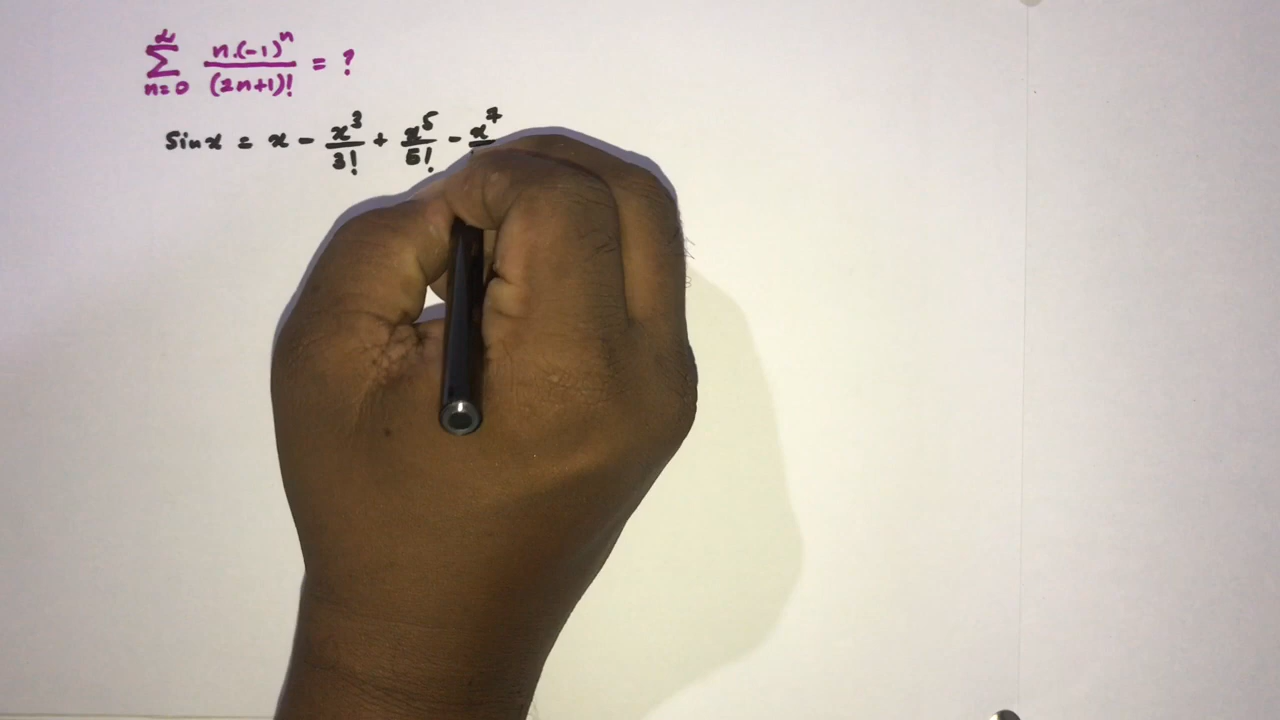 ∑_{n=0}^{∞} n.(-1)^n / (2n+1)! = ?
Sin x = x - x^3/3! + x^5/5! - x^7